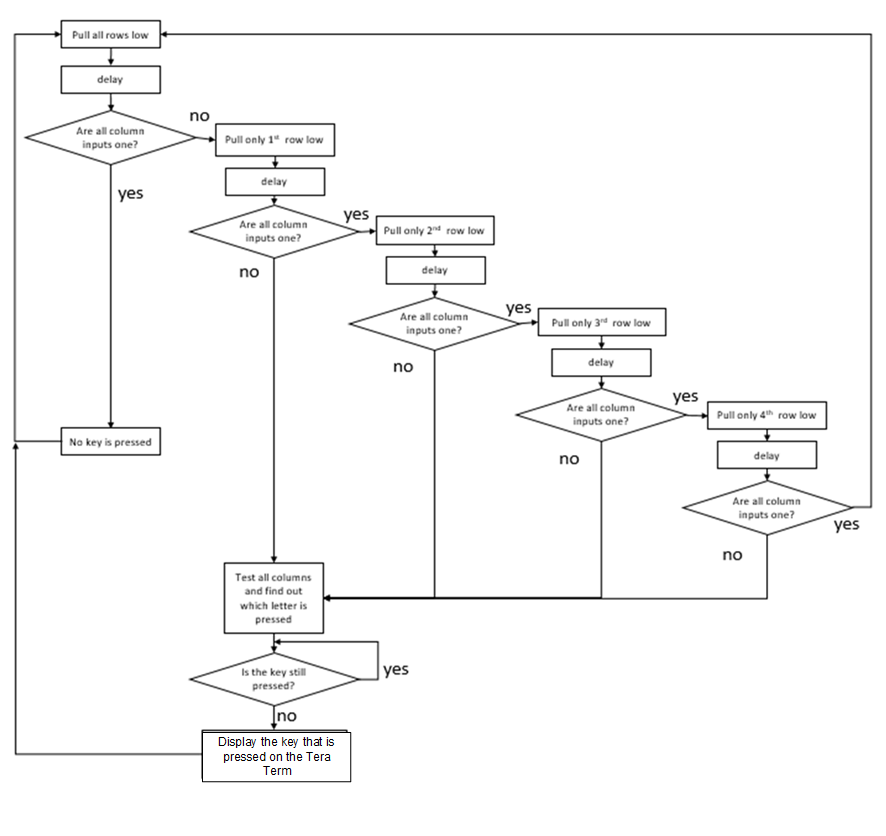 Pull all rows low
delay
Are all column
inputs one?
no
yes
Pull only 1st row low
delay
Are all column
inputs one?
yes
no
Pull only 2nd row low
delay
Are all column
inputs one?
yes
no
Pull only 3rd row low
delay
Are all column
inputs one?
yes
no
Pull only 4th row low
delay
Are all column
inputs one?
yes
no
No key is pressed
Test all columns
and find out
which letter is
pressed
Is the key still
pressed?
yes
no
Display the key that is
pressed on the Tera
Term